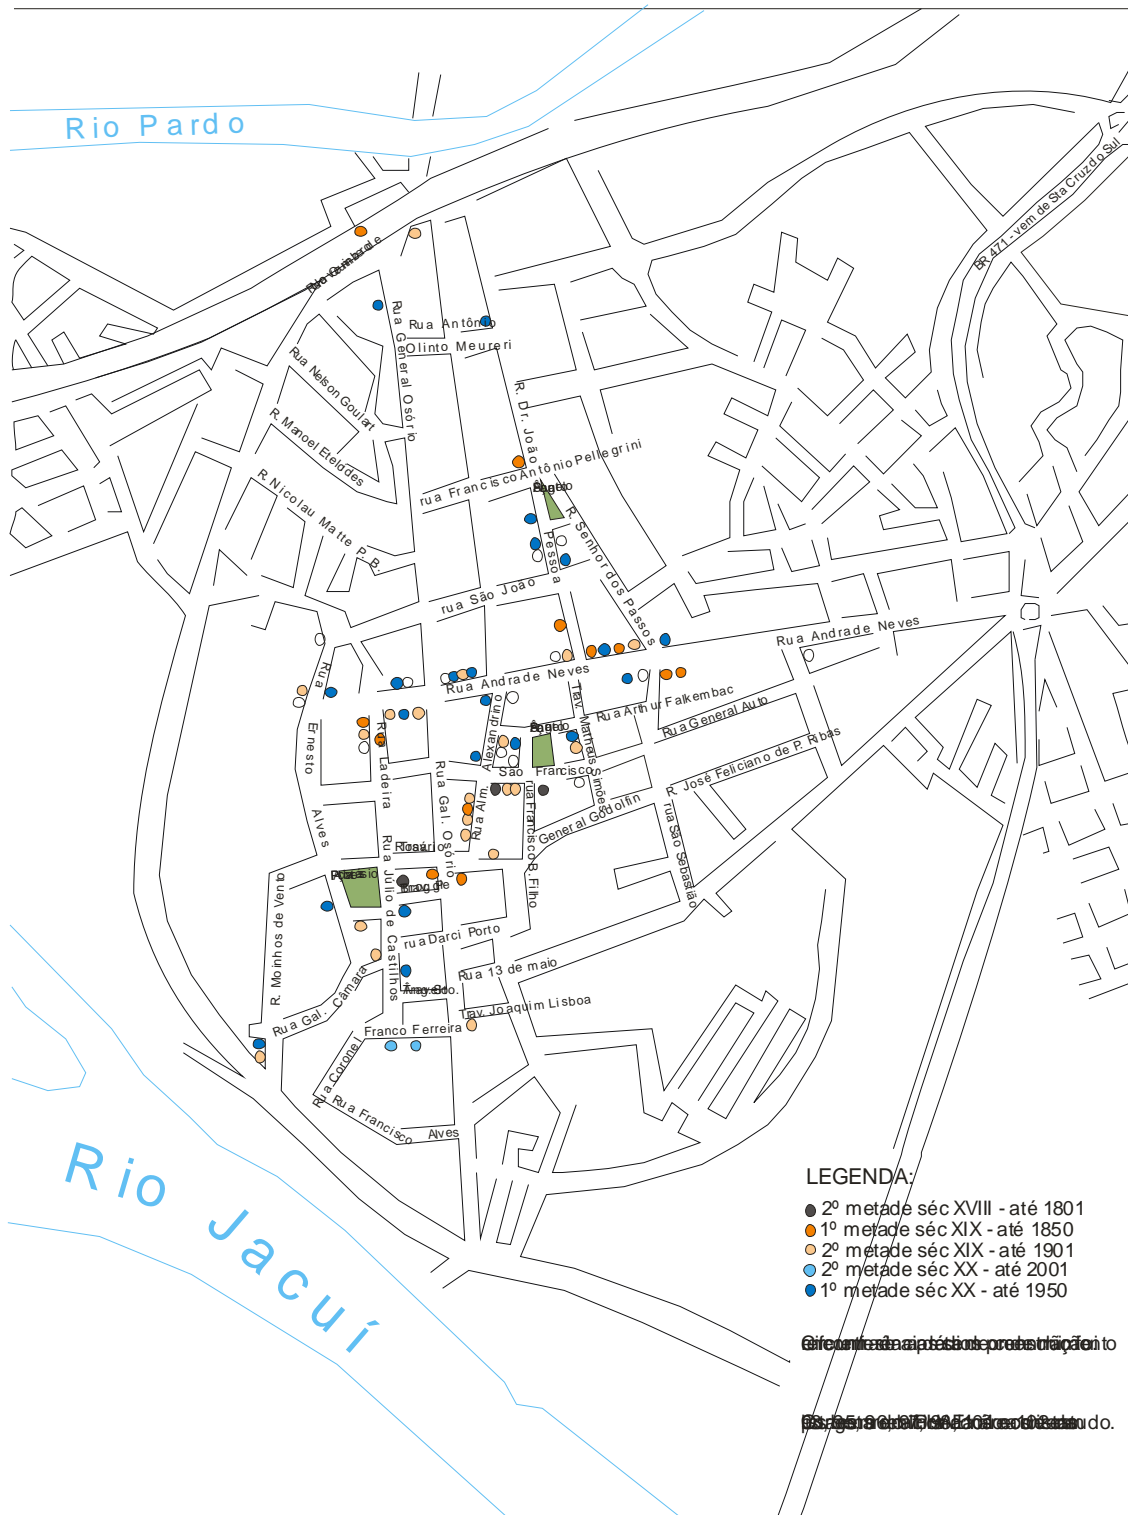 Rio Pardo
BR 471 - vem de Sta Cruz do Sul
Rua General Osório
Rua Antônio
Olinto Meureri
Rua Nelson Goulart
R. Manoel Etelodes
R. Nicolau Matte P. B.
R. Dr. João
Pessoa
rua Francisco Antônio Pellegrini
R. Senhor dos Passos
rua São João
Rua Andrade Neves
Rua Andrade Neves
Rua
Ernesto
Alves
Rua Ladeira
Rua Arthur Falkembac
Rua General Auto
Trav. Matheus Simões
Rua Alm. Alexandrino
São Francisco
R. José Feliciano de P. Ribas
Rua Gal. Osório
rua Francisco B. Filho
General Godolfin
rua São Sebastião
Rua Júlio de Castilhos
R. Moinhos de Vento
rua Darci Porto
Rua 13 de maio
Trav. Joaquim Lisboa
Rua Gal. Câmara
Franco Ferreira
Rua Coronel
Rua Francisco Alves
Rio Jacuí
LEGENDA:
2º metade séc XVIII - até 1801
1º metade séc XIX - até 1850
2º metade séc XIX - até 1901
2º metade séc XX - até 2001
1º metade séc XX - até 1950